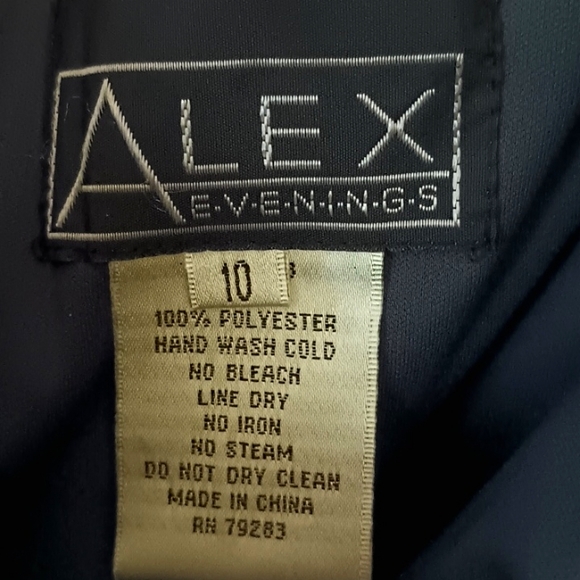 ALEX
E·V·E·N·I·N·G·S
10
100% POLYESTER
HAND WASH COLD
NO BLEACH
LINE DRY
NO IRON
NO STEAM
DO NOT DRY CLEAN
MADE IN CHINA
RN 79283